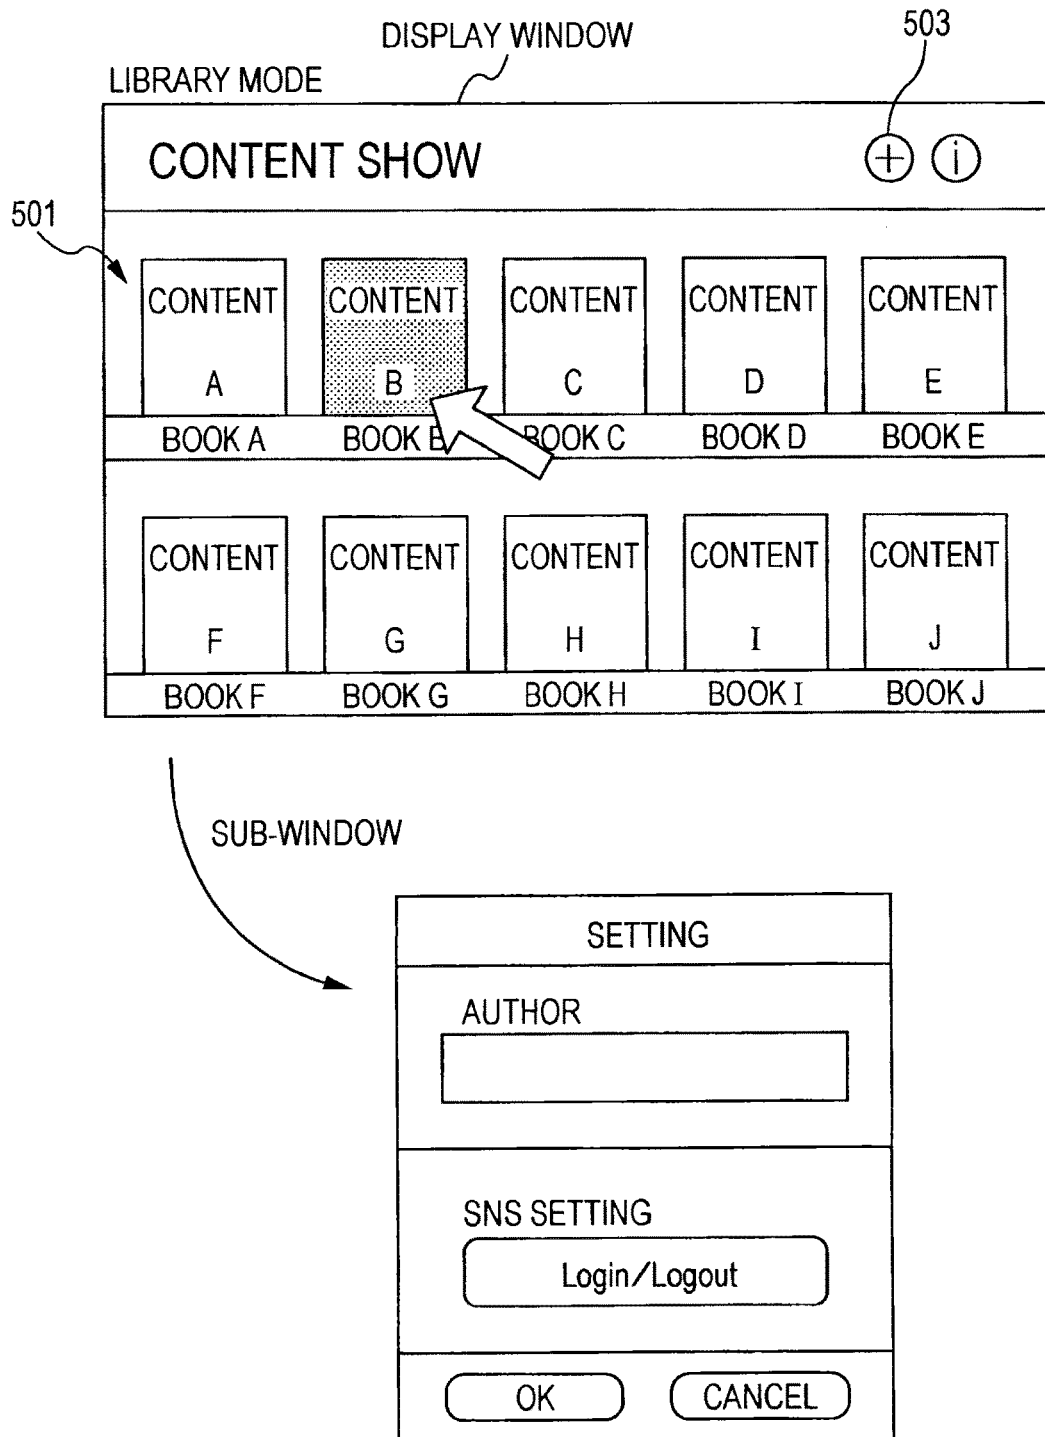 503
DISPLAY WINDOW
LIBRARY MODE
CONTENT SHOW + i
501
CONTENT CONTENT CONTENT CONTENT CONTENT
A B C D E
BOOK A BOOK B BOOK C BOOK D BOOK E
CONTENT CONTENT CONTENT CONTENT CONTENT
F G H I J
BOOK F BOOK G BOOK H BOOK I BOOK J
SUB-WINDOW
SETTING
AUTHOR
SNS SETTING
Login/Logout
OK CANCEL